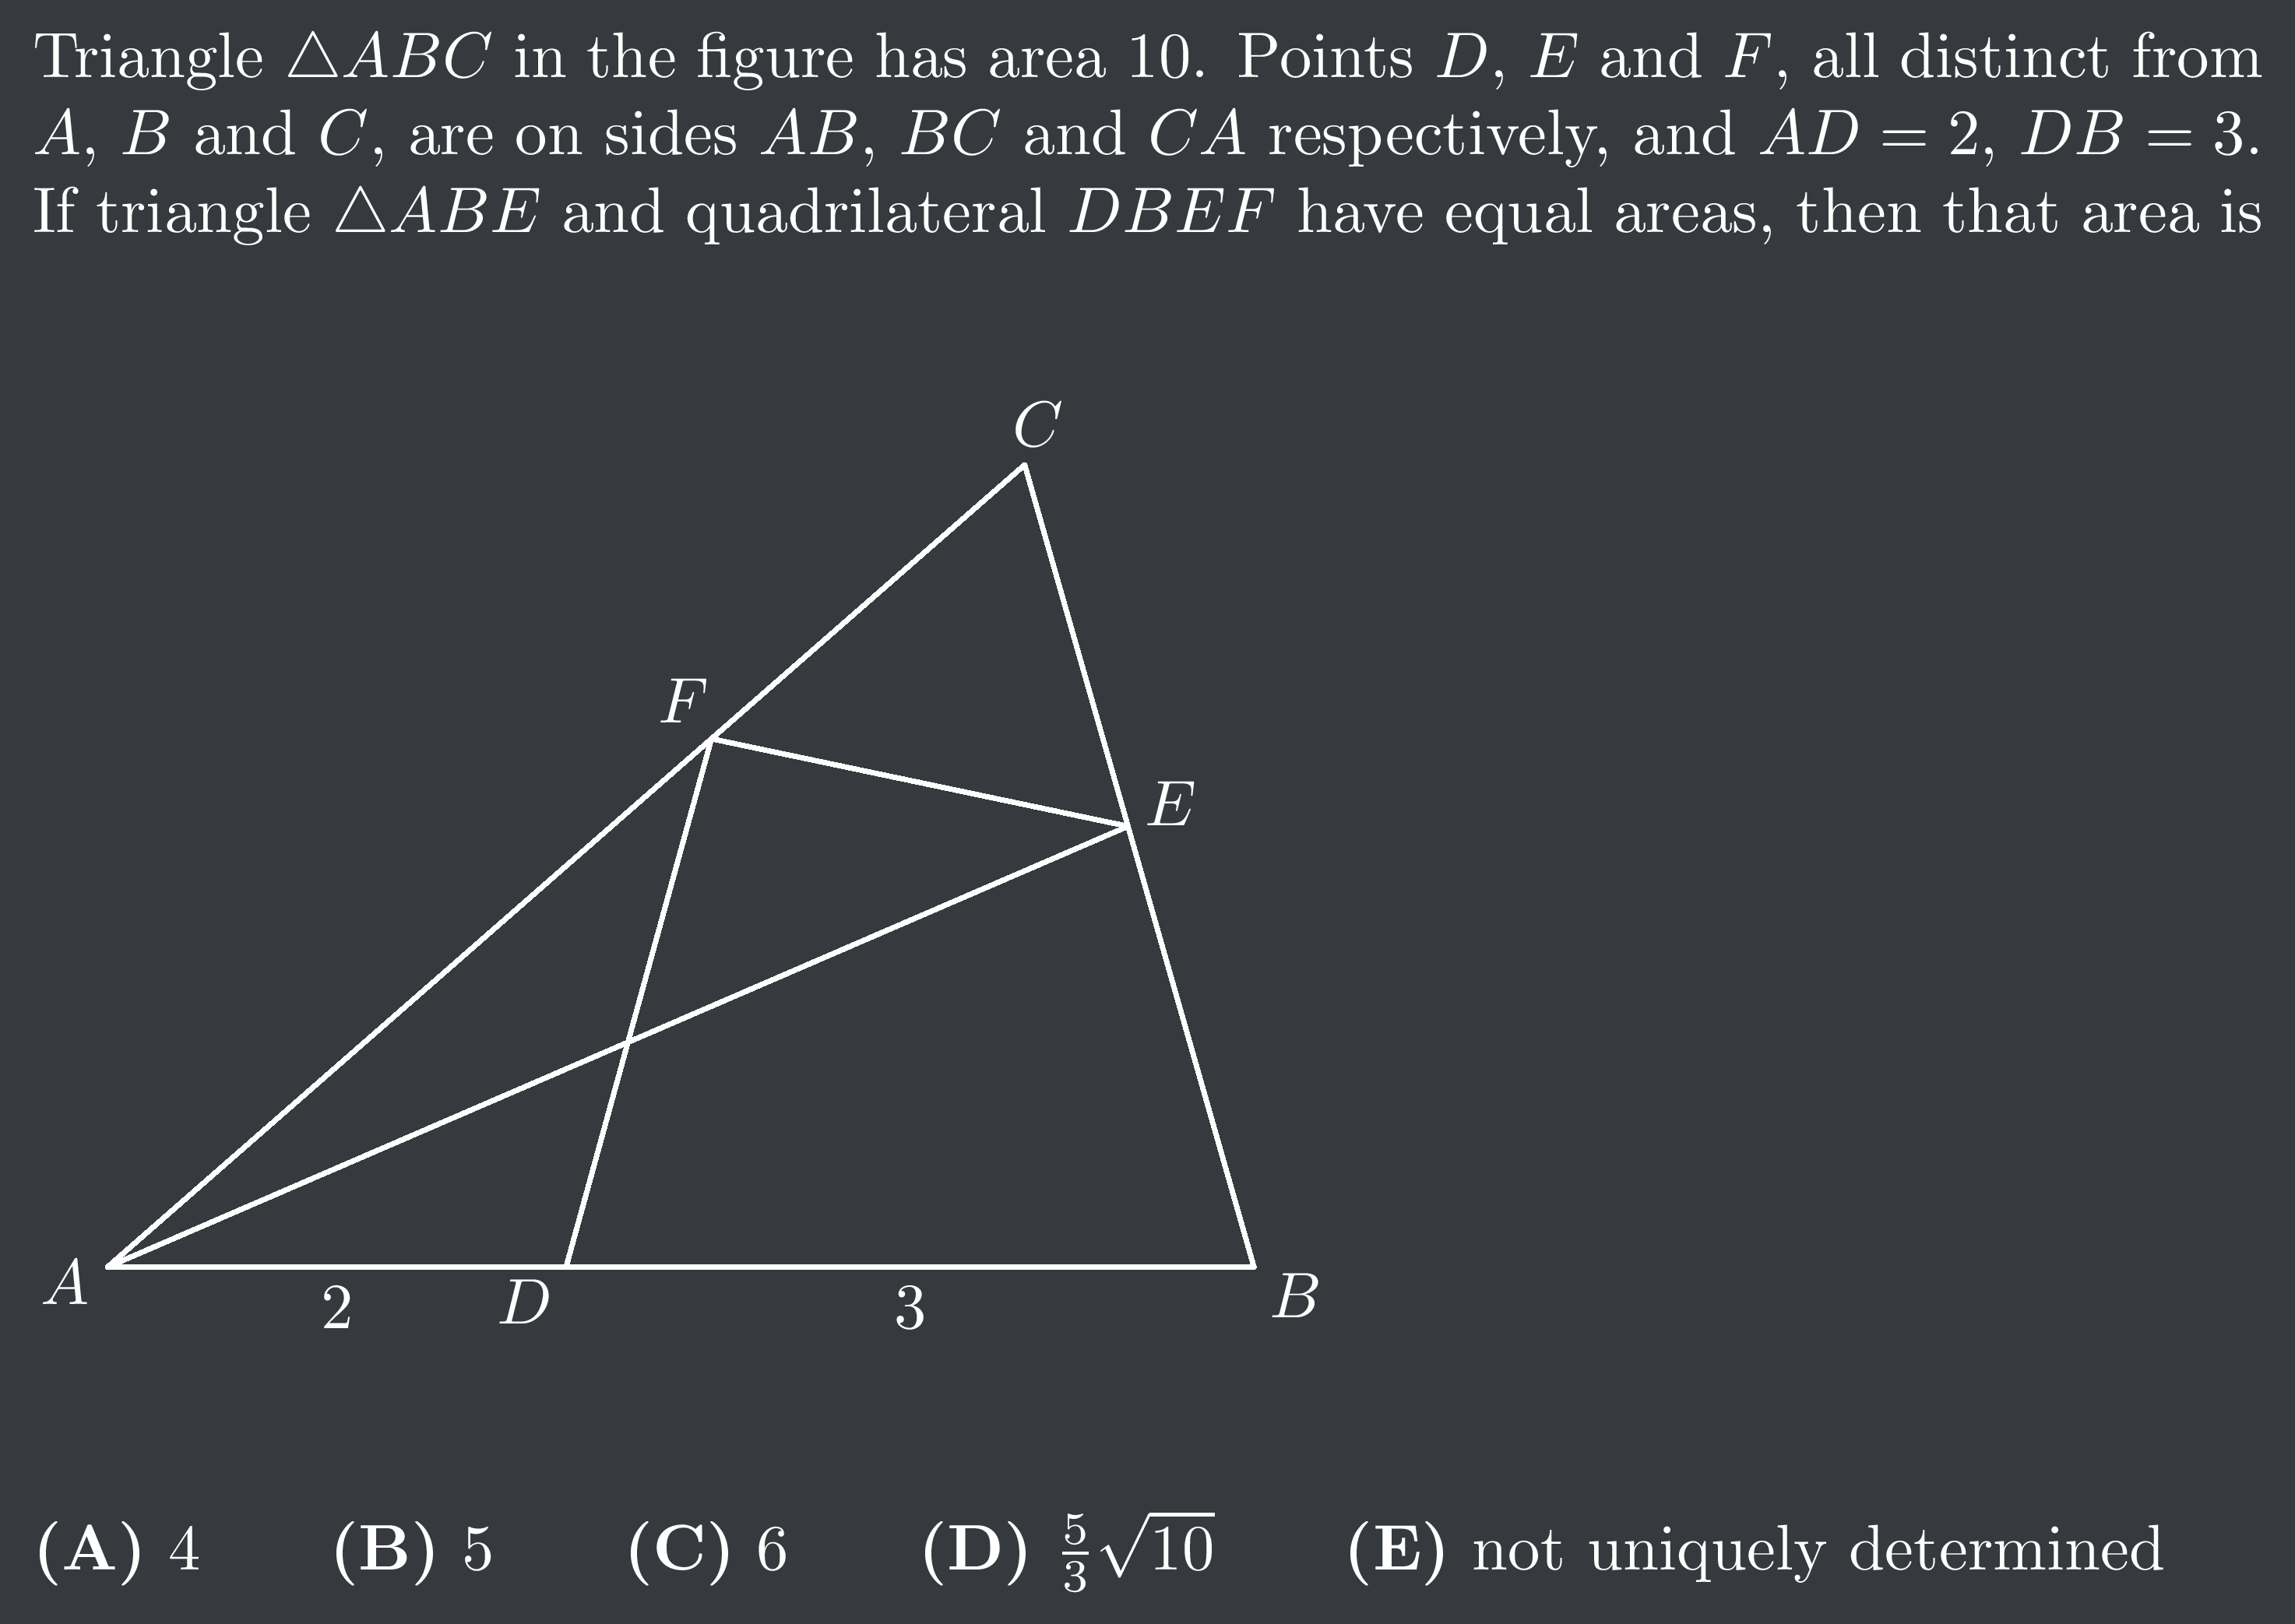 Triangle △ABC in the figure has area 10. Points D, E and F, all distinct from
A, B and C, are on sides AB, BC and CA respectively, and AD = 2, DB = 3.
If triangle △ABE and quadrilateral DBEF have equal areas, then that area is
C
F
E
A
2
D
3
B
(A) 4 (B) 5 (C) 6 (D) \frac{5}{3}\sqrt{10} (E) not uniquely determined